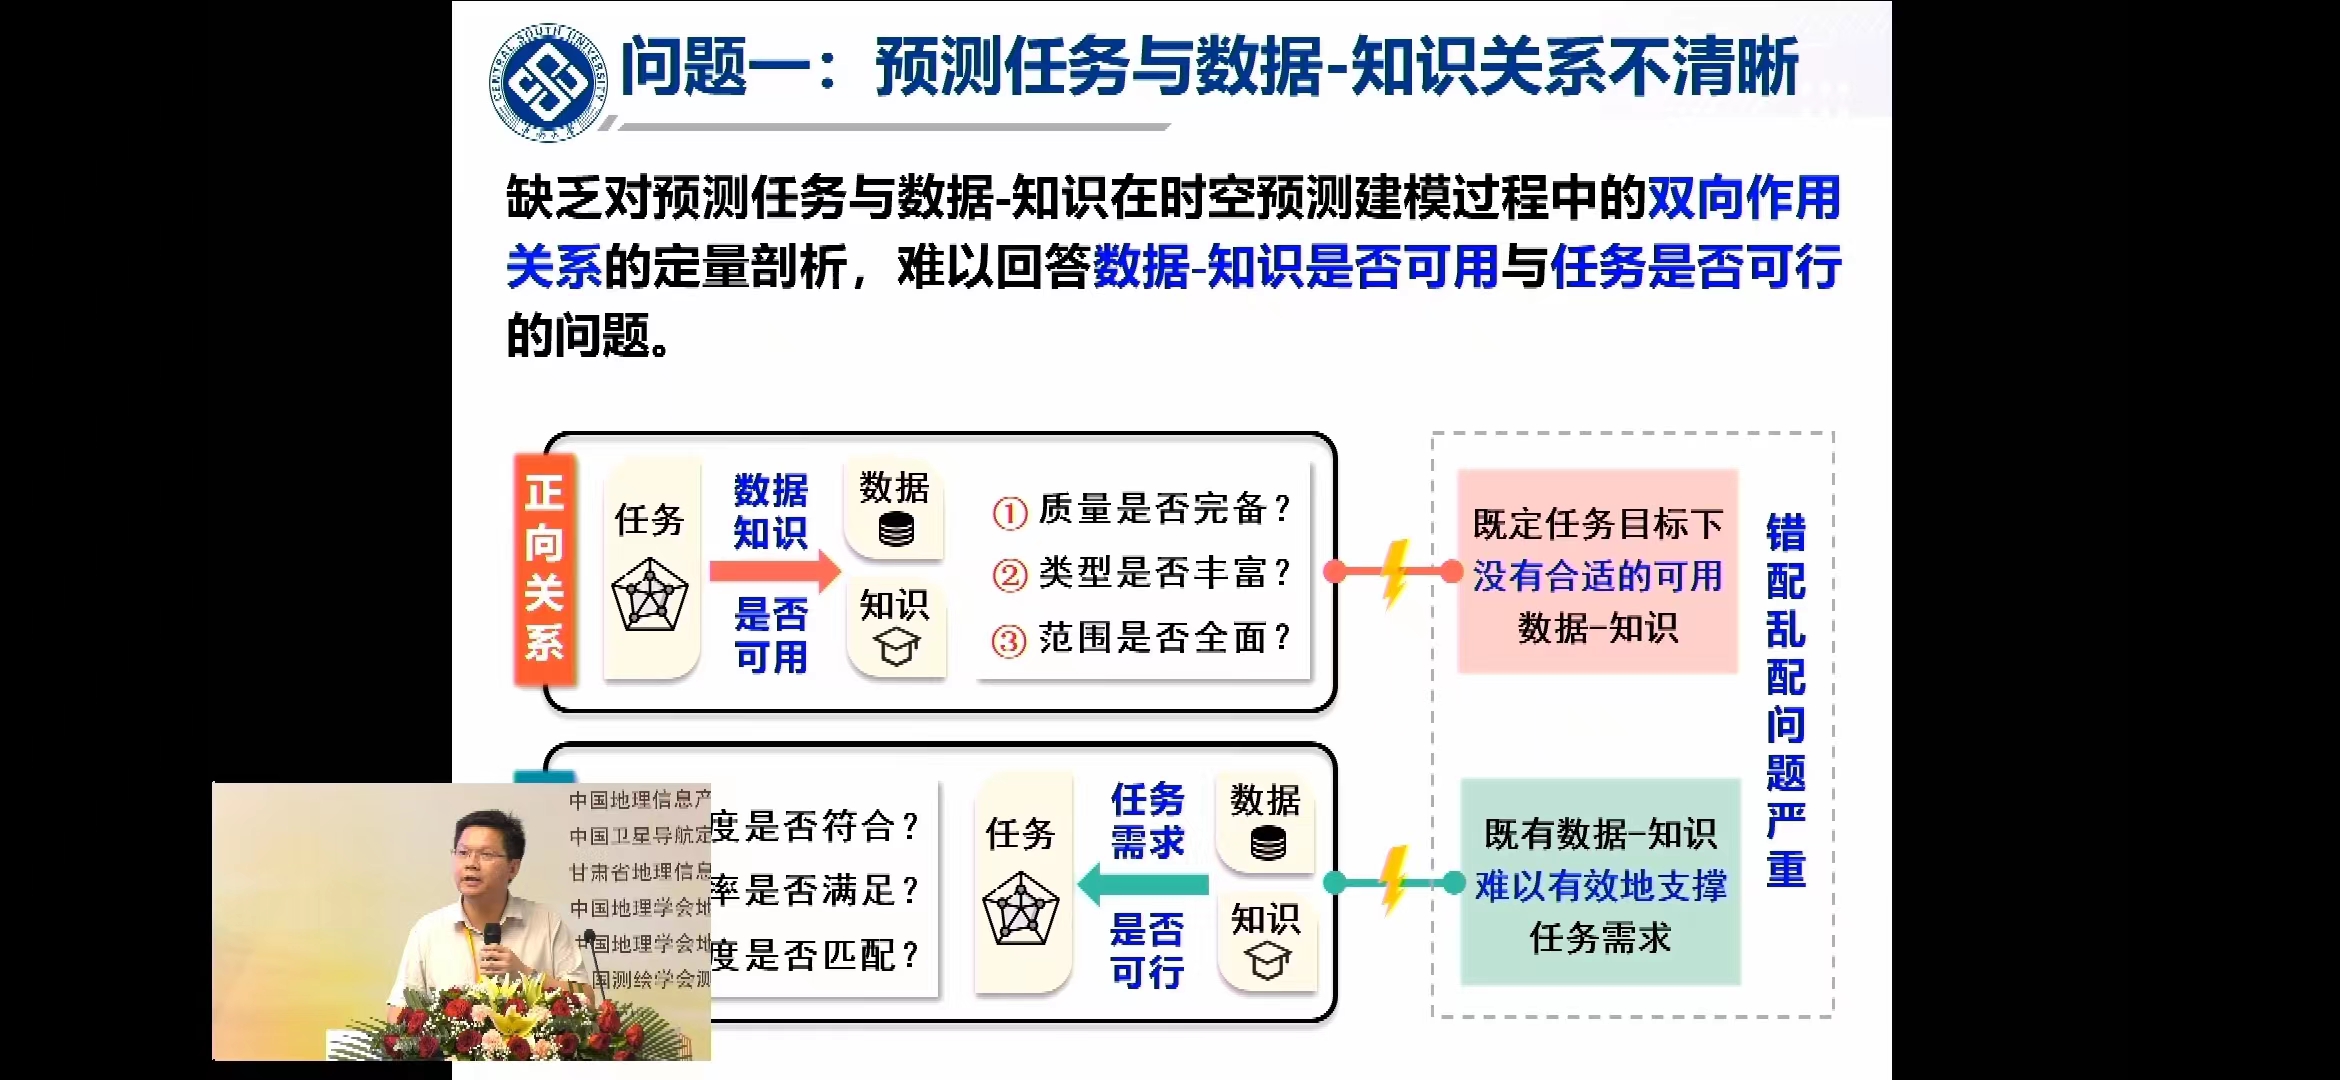 CENTRAL SOUTH UNIVERSITY
问题一：预测任务与数据-知识关系不清晰
缺乏对预测任务与数据-知识在时空预测建模过程中的双向作用
关系的定量剖析，难以回答数据-知识是否可用与任务是否可行
的问题。
正向关系
任务
数据
知识
是否
可用
数据
知识
①质量是否完备？
②类型是否丰富？
③范围是否全面？
既定任务目标下
没有合适的可用
数据-知识
错配乱配问题严重
度是否符合？
率是否满足？
度是否匹配？
任务
任务
需求
是否
可行
数据
知识
既有数据-知识
难以有效地支撑
任务需求
中国地理信息产
中国卫星导航定
甘肃省地理信息
中国地理学会地
中国地理学会地
国测绘学会测